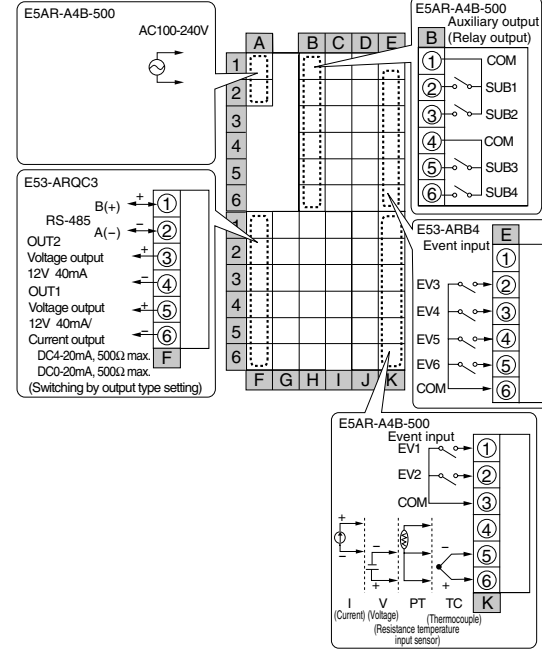 E5AR-A4B-500
AC100-240V
A B C D E
1
2
3
4
5
6
1
2
3
4
5
6
F G H I J K
E5AR-A4B-500
Auxiliary output
(Relay output)
B
1 COM
2 SUB1
3 SUB2
4 COM
5 SUB3
6 SUB4
E53-ARQC3
B(+) + 1
RS-485
A(−) − 2
OUT2
Voltage output + 3
12V 40mA
− 4
OUT1
Voltage output + 5
12V 40mA/
Current output − 6
DC4-20mA, 500Ω max.
F
DC0-20mA, 500Ω max.
(Switching by output type setting)
E53-ARB4
Event input
E
1
EV3 2
EV4 3
EV5 4
EV6 5
COM 6
E5AR-A4B-500
Event input
EV1 1
EV2 2
COM 3
4
5
6
+ − − + − +
I V PT TC K
(Current) (Voltage) (Thermocouple)
(Resistance temperature
input sensor)